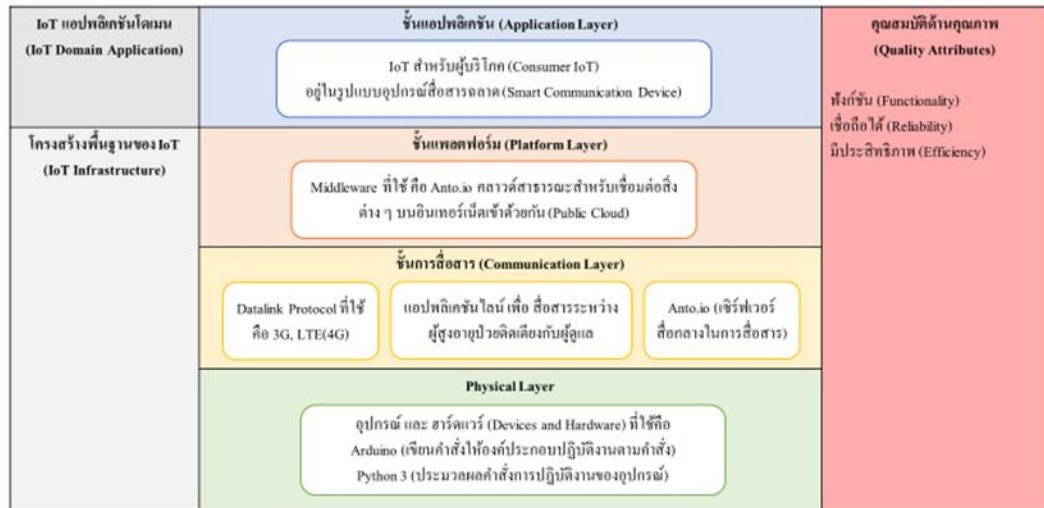 IoT แอปพลิเคชันโดเมน
(IoT Domain Application)
ชั้นแอปพลิเคชัน (Application Layer)
IoT สำหรับผู้บริโภค (Consumer IoT)
อยู่ในรูปแบบอุปกรณ์สื่อสารฉลาด (Smart Communication Device)
คุณสมบัติด้านคุณภาพ
(Quality Attributes)
ฟังก์ชัน (Functionality)
เชื่อถือได้ (Reliability)
มีประสิทธิภาพ (Efficiency)
โครงสร้างพื้นฐานของ IoT
(IoT Infrastructure)
ชั้นแพลตฟอร์ม (Platform Layer)
Middleware ที่ใช้ คือ Anto.io คลาวด์สาธารณะสำหรับเชื่อมต่อสิ่ง
ต่าง ๆ บนอินเทอร์เน็ตเข้าด้วยกัน (Public Cloud)
ชั้นการสื่อสาร (Communication Layer)
Datalink Protocol ที่ใช้
คือ 3G, LTE(4G)
แอปพลิเคชันไลน์ เพื่อ สื่อสารระหว่าง
ผู้สูงอายุป่วยติดเตียงกับผู้ดูแล
Anto.io (เซิร์ฟเวอร์
สื่อกลางในการสื่อสาร)
Physical Layer
อุปกรณ์ และ ฮาร์ดแวร์ (Devices and Hardware) ที่ใช้คือ
Arduino (เขียนคำสั่งให้องค์ประกอบปฏิบัติงานตามคำสั่ง)
Python 3 (ประมวลผลคำสั่งการปฏิบัติงานของอุปกรณ์)